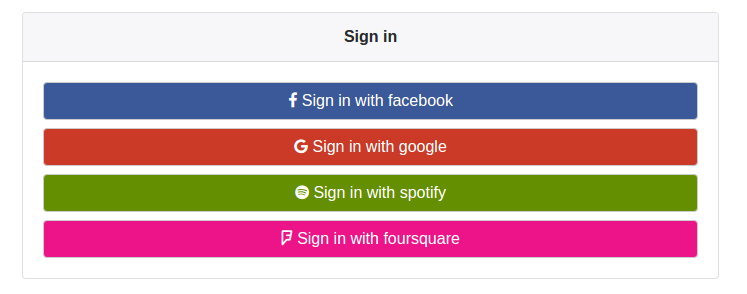 Sign in
Sign in with facebook
Sign in with google
Sign in with spotify
Sign in with foursquare